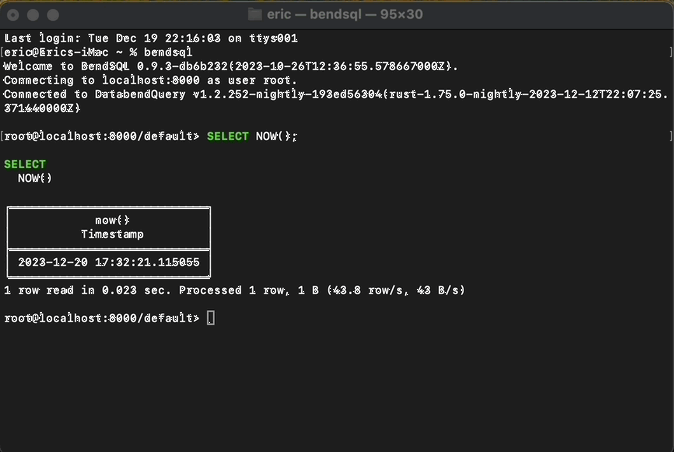 eric — bendsql — 95×30
Last login: Tue Dec 19 22:16:03 on ttys001
[eric@Erics-iMac ~ % bendsql ]
Welcome to BendSQL 0.9.3-db6b232(2023-10-26T12:36:55.578667000Z).
Connecting to localhost:8000 as user root.
Connected to DatabendQuery v1.2.252-nightly-193ed56304(rust-1.75.0-nightly-2023-12-12T22:07:25.
371440000Z)
[root@localhost:8000/default> SELECT NOW(); ]
SELECT
NOW()
now()
Timestamp
2023-12-20 17:32:21.115055
1 row read in 0.023 sec. Processed 1 row, 1 B (43.8 row/s, 43 B/s)
root@localhost:8000/default>